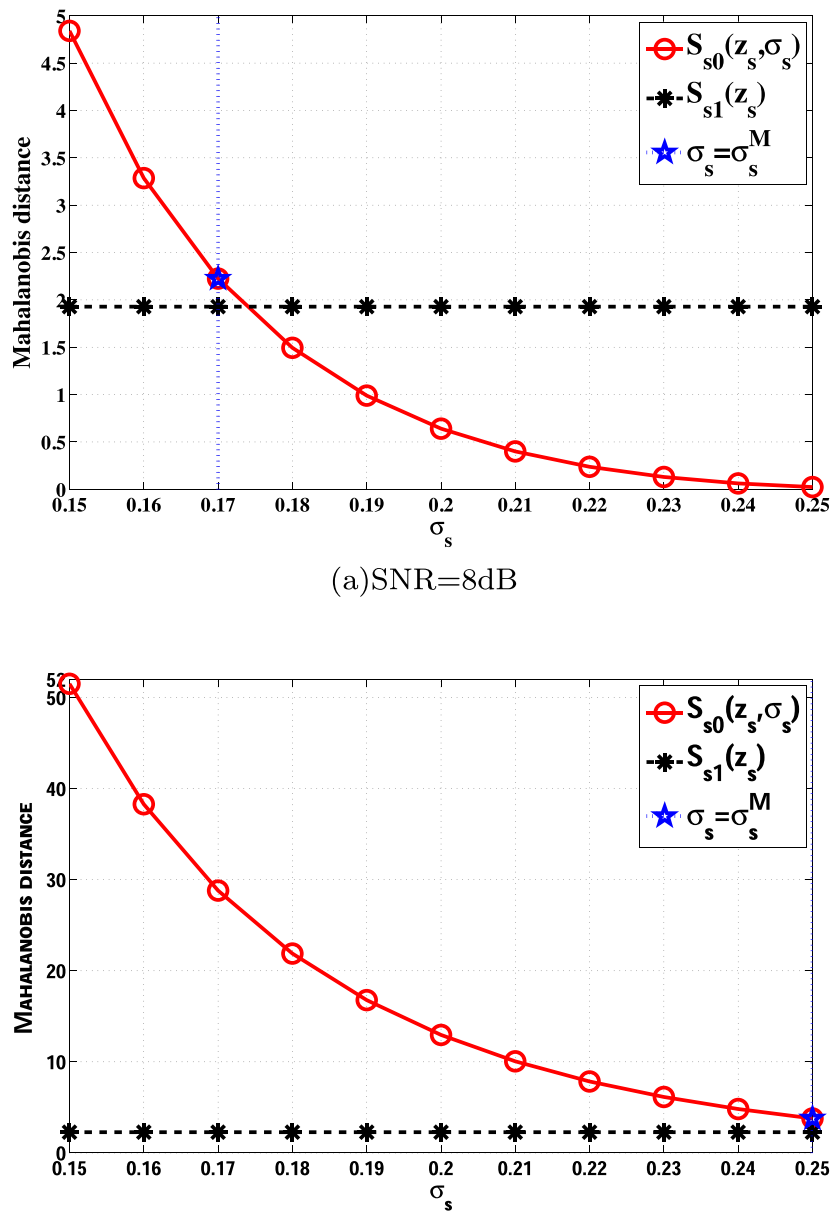 5
4.5
4
3.5
3
2.5
2
1.5
1
0.5
0
Mahalanobis distance
S_s0(z_s,σ_s)
S_s1(z_s)
σ_s=σ_s^M
0.15 0.16 0.17 0.18 0.19 0.2 0.21 0.22 0.23 0.24 0.25
σ_s
(a)SNR=8dB
52
50
40
30
20
10
0
MAHALANOBIS DISTANCE
S_s0(z_s,σ_s)
S_s1(z_s)
σ_s=σ_s^M
0.15 0.16 0.17 0.18 0.19 0.2 0.21 0.22 0.23 0.24 0.25
σ_s